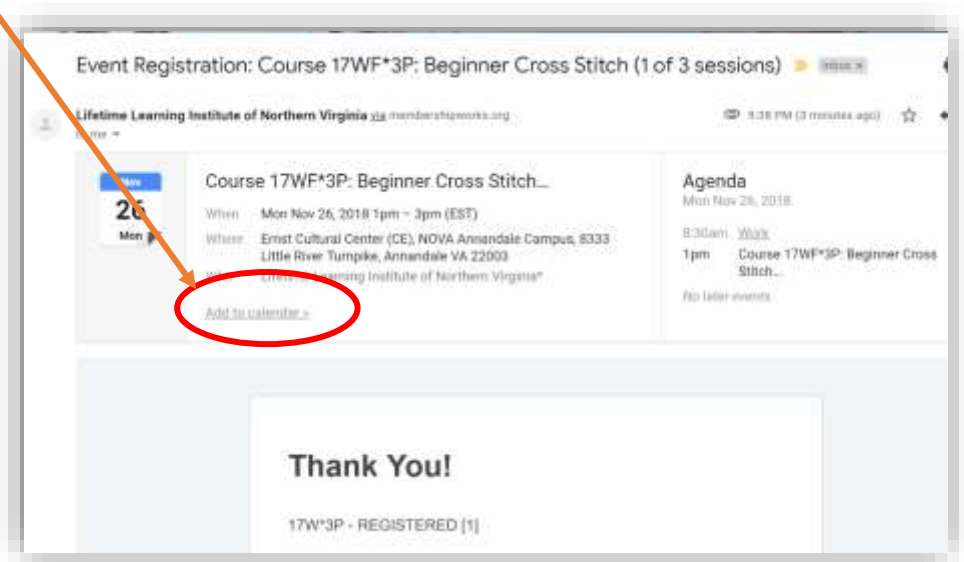 Event Registration: Course 17WF*3P: Beginner Cross Stitch (1 of 3 sessions) Inbox x
Lifetime Learning Institute of Northern Virginia via membershipworks.org 9:38 PM (3 minutes ago)
to me
Nov
26
Mon
Course 17WF*3P: Beginner Cross Stitch...
When Mon Nov 26, 2018 1pm – 3pm (EST)
Where Ernst Cultural Center (CE), NOVA Annandale Campus, 8333
Little River Turnpike, Annandale VA 22003
Who Lifetime Learning Institute of Northern Virginia*
Add to calendar »
Agenda
Mon Nov 26, 2018
8:30am Work
1pm Course 17WF*3P: Beginner Cross
Stitch...
No later events
Thank You!
17W*3P - REGISTERED [1]